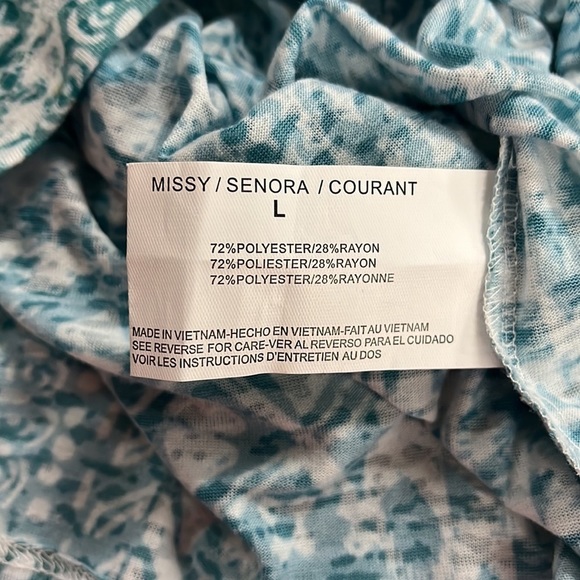 MISSY / SENORA / COURANT
L
72%POLYESTER/28%RAYON
72%POLIESTER/28%RAYON
72%POLYESTER/28%RAYONNE
MADE IN VIETNAM-HECHO EN VIETNAM-FAIT AU VIETNAM
SEE REVERSE FOR CARE-VER AL REVERSO PARA EL CUIDADO
VOIR LES INSTRUCTIONS D'ENTRETIEN AU DOS